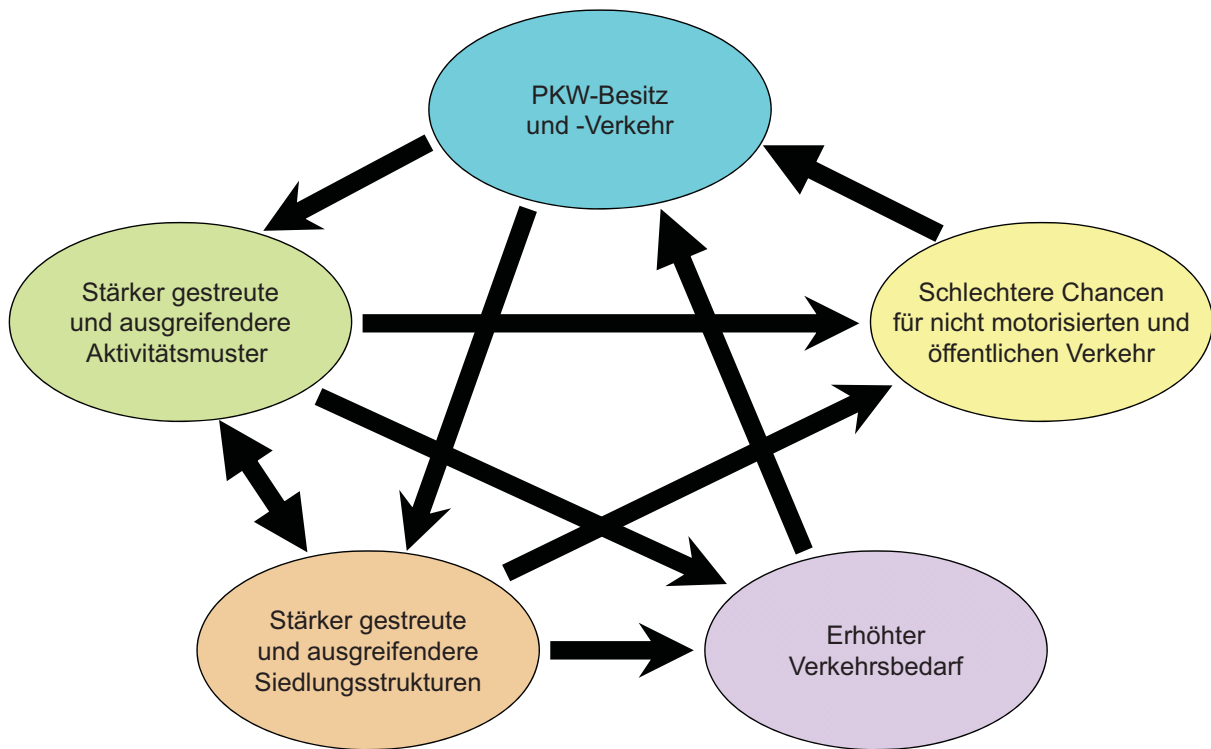 PKW-Besitz
und -Verkehr
Stärker gestreute
und ausgreifendere
Aktivitätsmuster
Schlechtere Chancen
für nicht motorisierten und
öffentlichen Verkehr
Stärker gestreute
und ausgreifendere
Siedlungsstrukturen
Erhöhter
Verkehrsbedarf